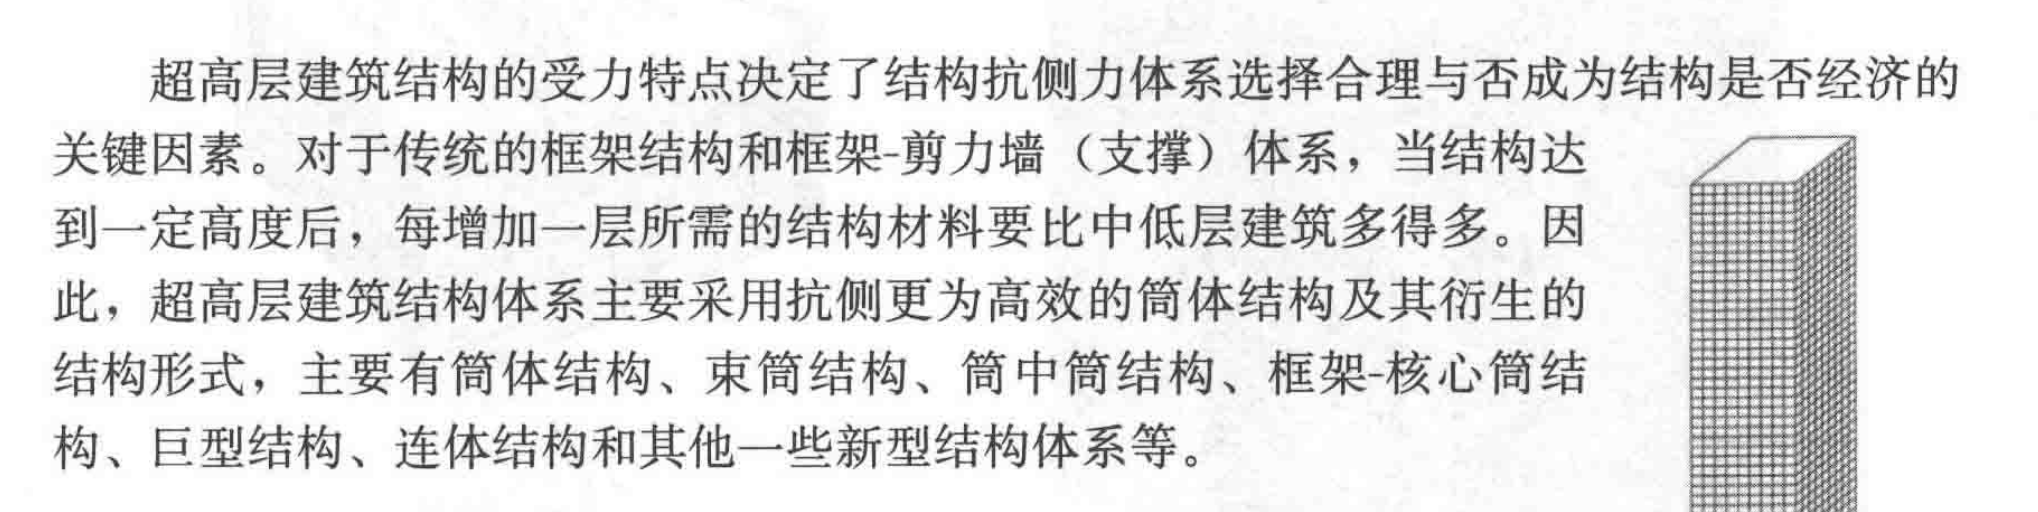 超高层建筑结构的受力特点决定了结构抗侧力体系选择合理与否成为结构是否经济的
关键因素。对于传统的框架结构和框架-剪力墙（支撑）体系，当结构达
到一定高度后，每增加一层所需的结构材料要比中低层建筑多得多。因
此，超高层建筑结构体系主要采用抗侧更为高效的筒体结构及其衍生的
结构形式，主要有筒体结构、束筒结构、筒中筒结构、框架-核心筒结
构、巨型结构、连体结构和其他一些新型结构体系等。